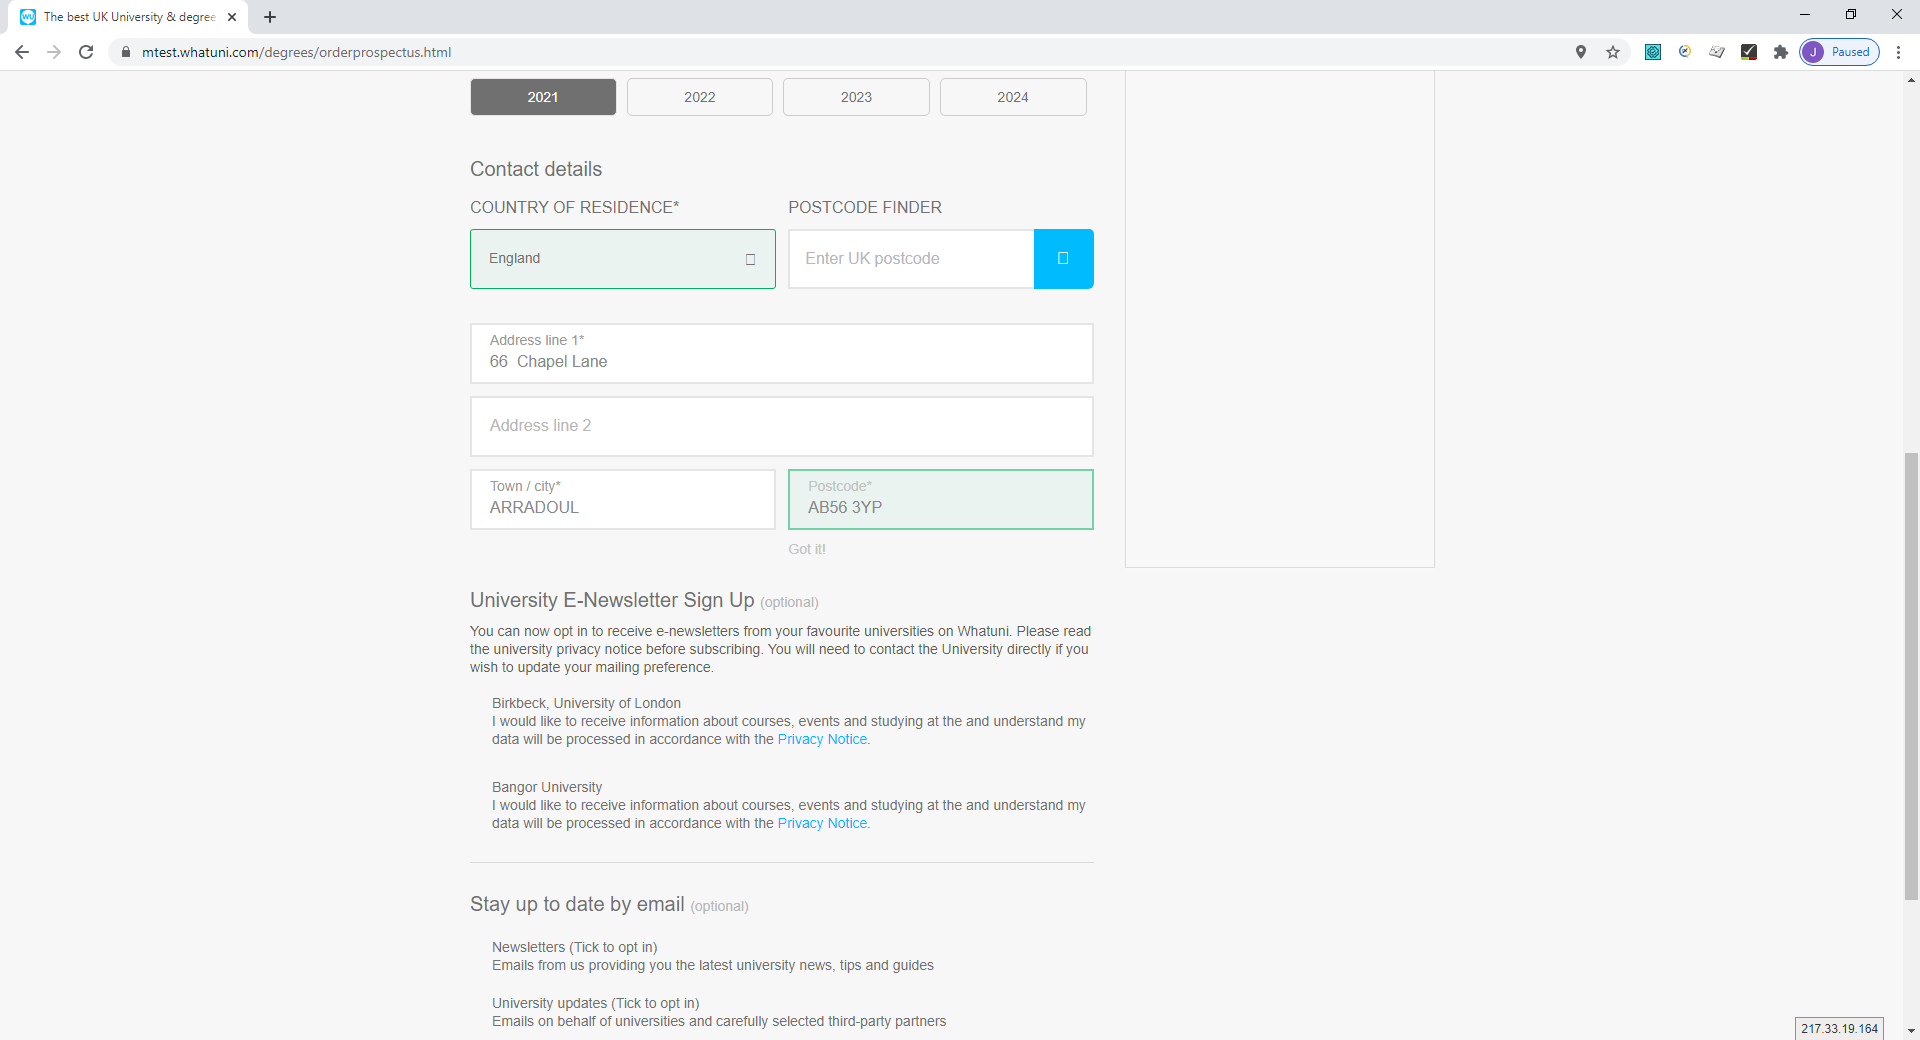 The best UK University & degree
mtest.whatuni.com/degrees/orderprospectus.html
J Paused
2021 2022 2023 2024
Contact details
COUNTRY OF RESIDENCE* POSTCODE FINDER
England Enter UK postcode
Address line 1*
66 Chapel Lane
Address line 2
Town / city* Postcode*
ARRADOUL AB56 3YP
Got it!
University E-Newsletter Sign Up (optional)
You can now opt in to receive e-newsletters from your favourite universities on Whatuni. Please read
the university privacy notice before subscribing. You will need to contact the University directly if you
wish to update your mailing preference.
Birkbeck, University of London
I would like to receive information about courses, events and studying at the and understand my
data will be processed in accordance with the Privacy Notice.
Bangor University
I would like to receive information about courses, events and studying at the and understand my
data will be processed in accordance with the Privacy Notice.
Stay up to date by email (optional)
Newsletters (Tick to opt in)
Emails from us providing you the latest university news, tips and guides
University updates (Tick to opt in)
Emails on behalf of universities and carefully selected third-party partners
217.33.19.164